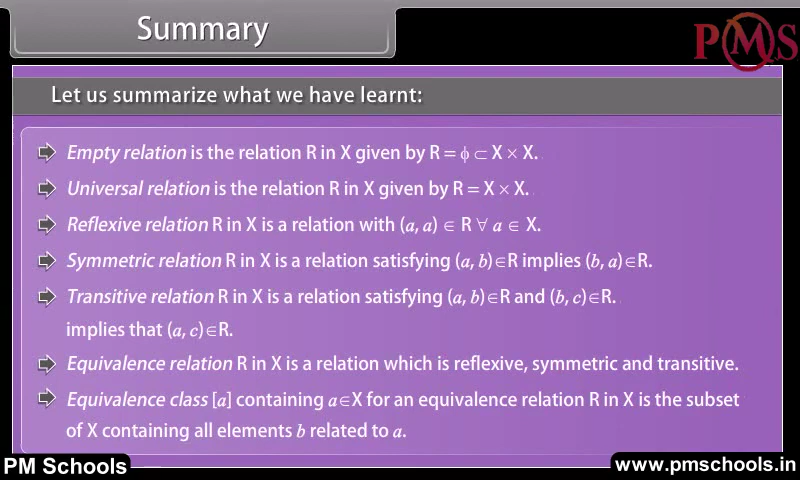 Summary
PMS
Let us summarize what we have learnt:
Empty relation is the relation R in X given by R = ϕ ⊂ X × X.
Universal relation is the relation R in X given by R = X × X.
Reflexive relation R in X is a relation with (a, a) ∈ R ∀ a ∈ X.
Symmetric relation R in X is a relation satisfying (a, b)∈R implies (b, a)∈R.
Transitive relation R in X is a relation satisfying (a, b)∈R and (b, c)∈R.
implies that (a, c)∈R.
Equivalence relation R in X is a relation which is reflexive, symmetric and transitive.
Equivalence class [a] containing a∈X for an equivalence relation R in X is the subset
of X containing all elements b related to a.
PM Schools
www.pmschools.in